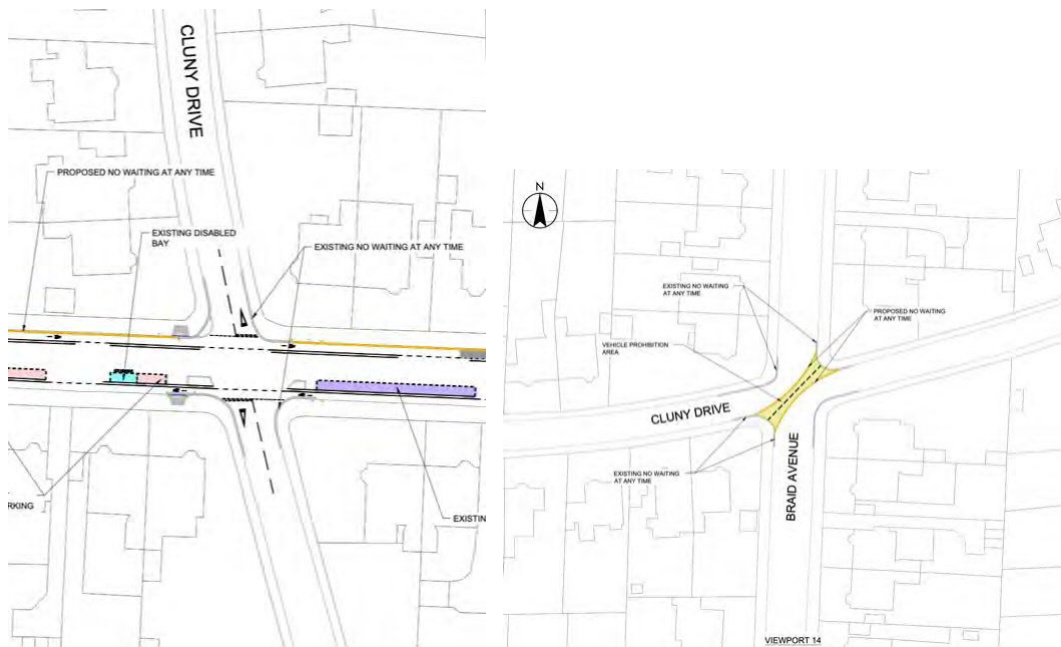 CLUNY DRIVE
PROPOSED NO WAITING AT ANY TIME
EXISTING DISABLED
BAY
EXISTING NO WAITING AT ANY TIME
RKING
EXISTIN
N
EXISTING NO WAITING
AT ANY TIME
PROPOSED NO WAITING
AT ANY TIME
VEHICLE PROHIBITION
AREA
CLUNY DRIVE
EXISTING NO WAITING
AT ANY TIME
BRAID AVENUE
VIEWPORT 14